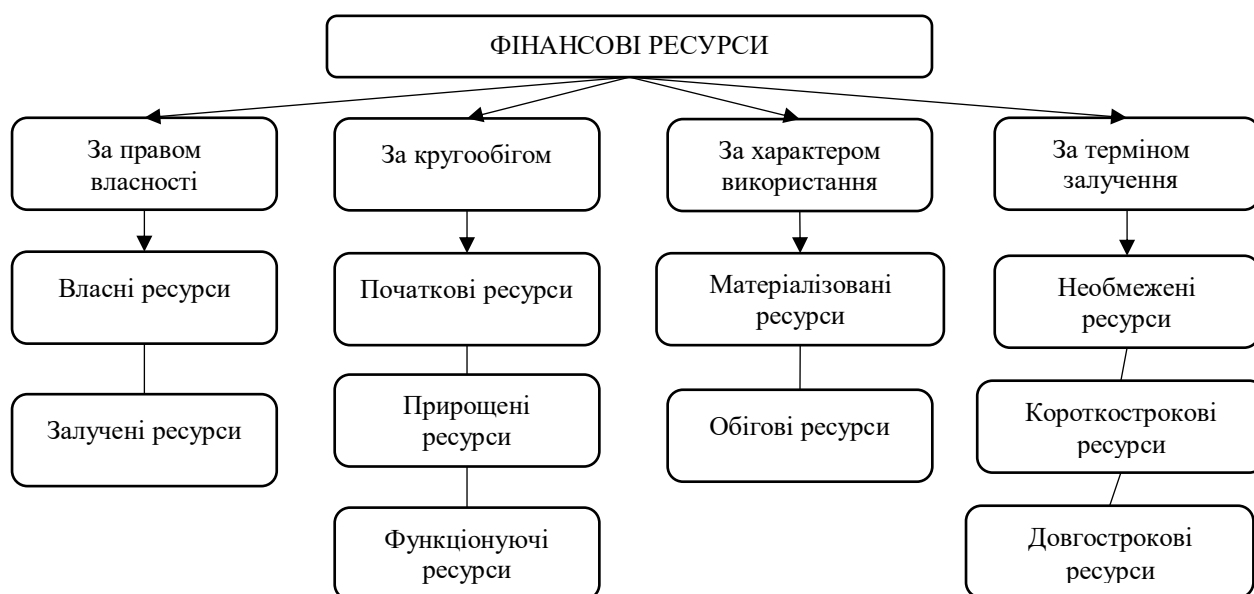 ФІНАНСОВІ РЕСУРСИ
За правом
власності
За кругообігом
За характером
використання
За терміном
залучення
Власні ресурси
Початкові ресурси
Матеріалізовані
ресурси
Необмежені
ресурси
Залучені ресурси
Прирощені
ресурси
Обігові ресурси
Короткострокові
ресурси
Функціонуючі
ресурси
Довгострокові
ресурси